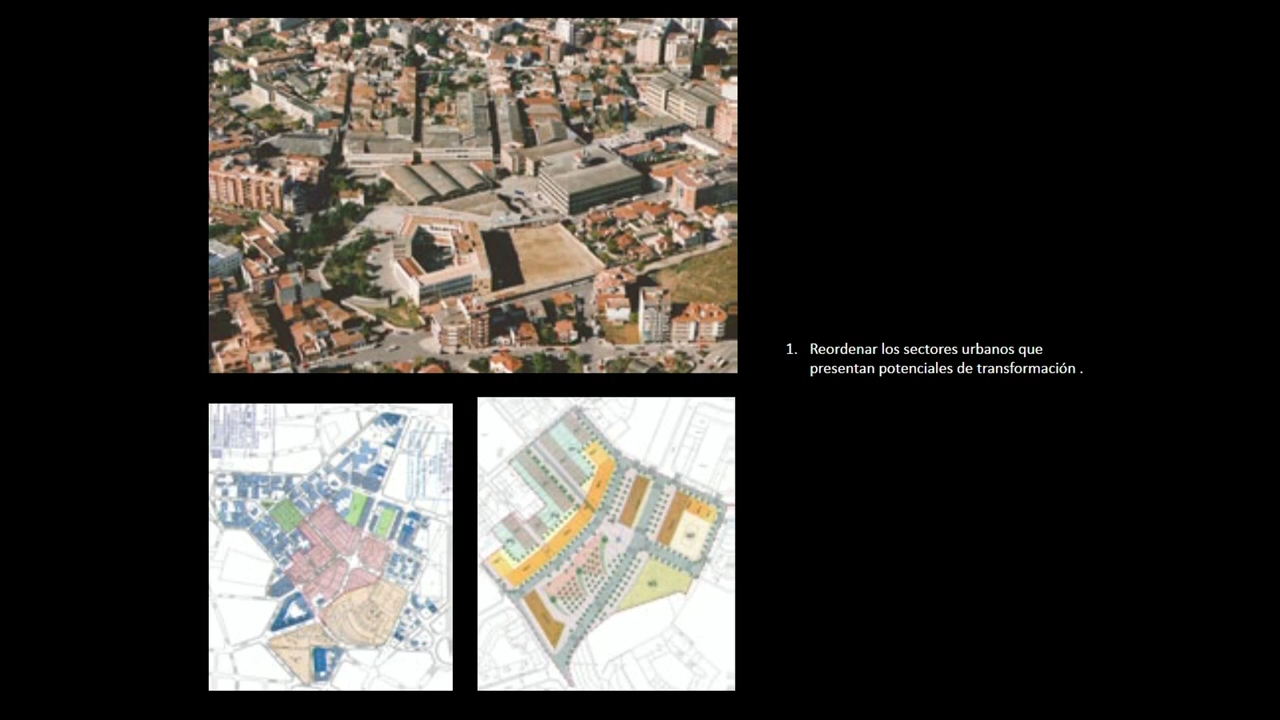 1. Reordenar los sectores urbanos que
presentan potenciales de transformación .